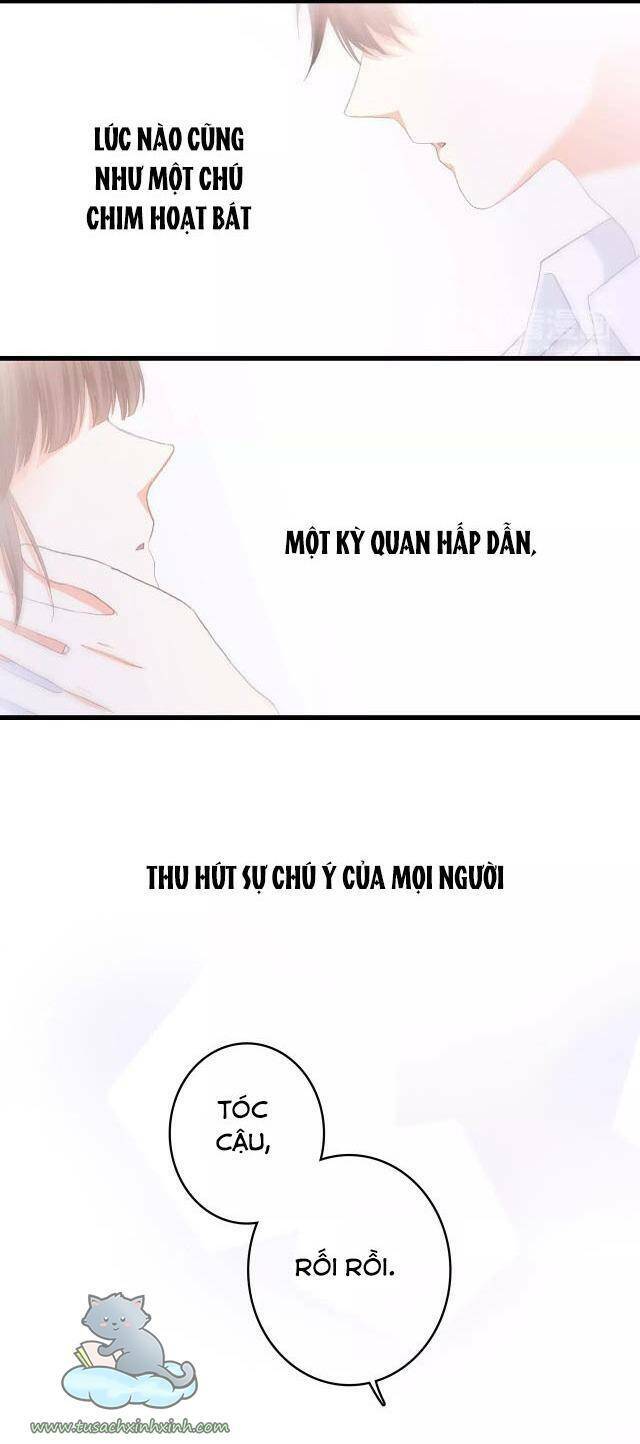 LÚC NÀO CŨNG
NHƯ MỘT CHÚ
CHIM HOẠT BÁT
MỘT KỲ QUAN HẤP DẪN,
THU HÚT SỰ CHÚ Ý CỦA MỌI NGƯỜI
TÓC
CẬU,
RỐI RỒI.
www.tusachxinhxinh.com